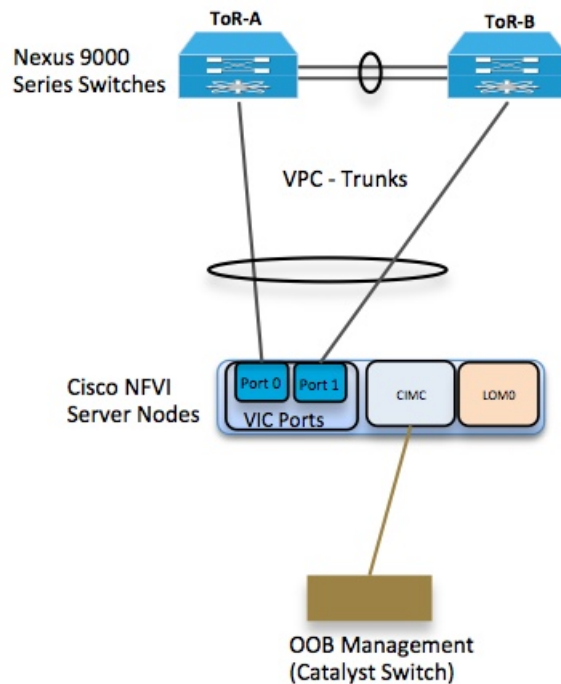 ToR-A
ToR-B
Nexus 9000
Series Switches
VPC - Trunks
Cisco NFVI
Server Nodes
Port 0
Port 1
VIC Ports
CIMC
LOM0
OOB Management
(Catalyst Switch)